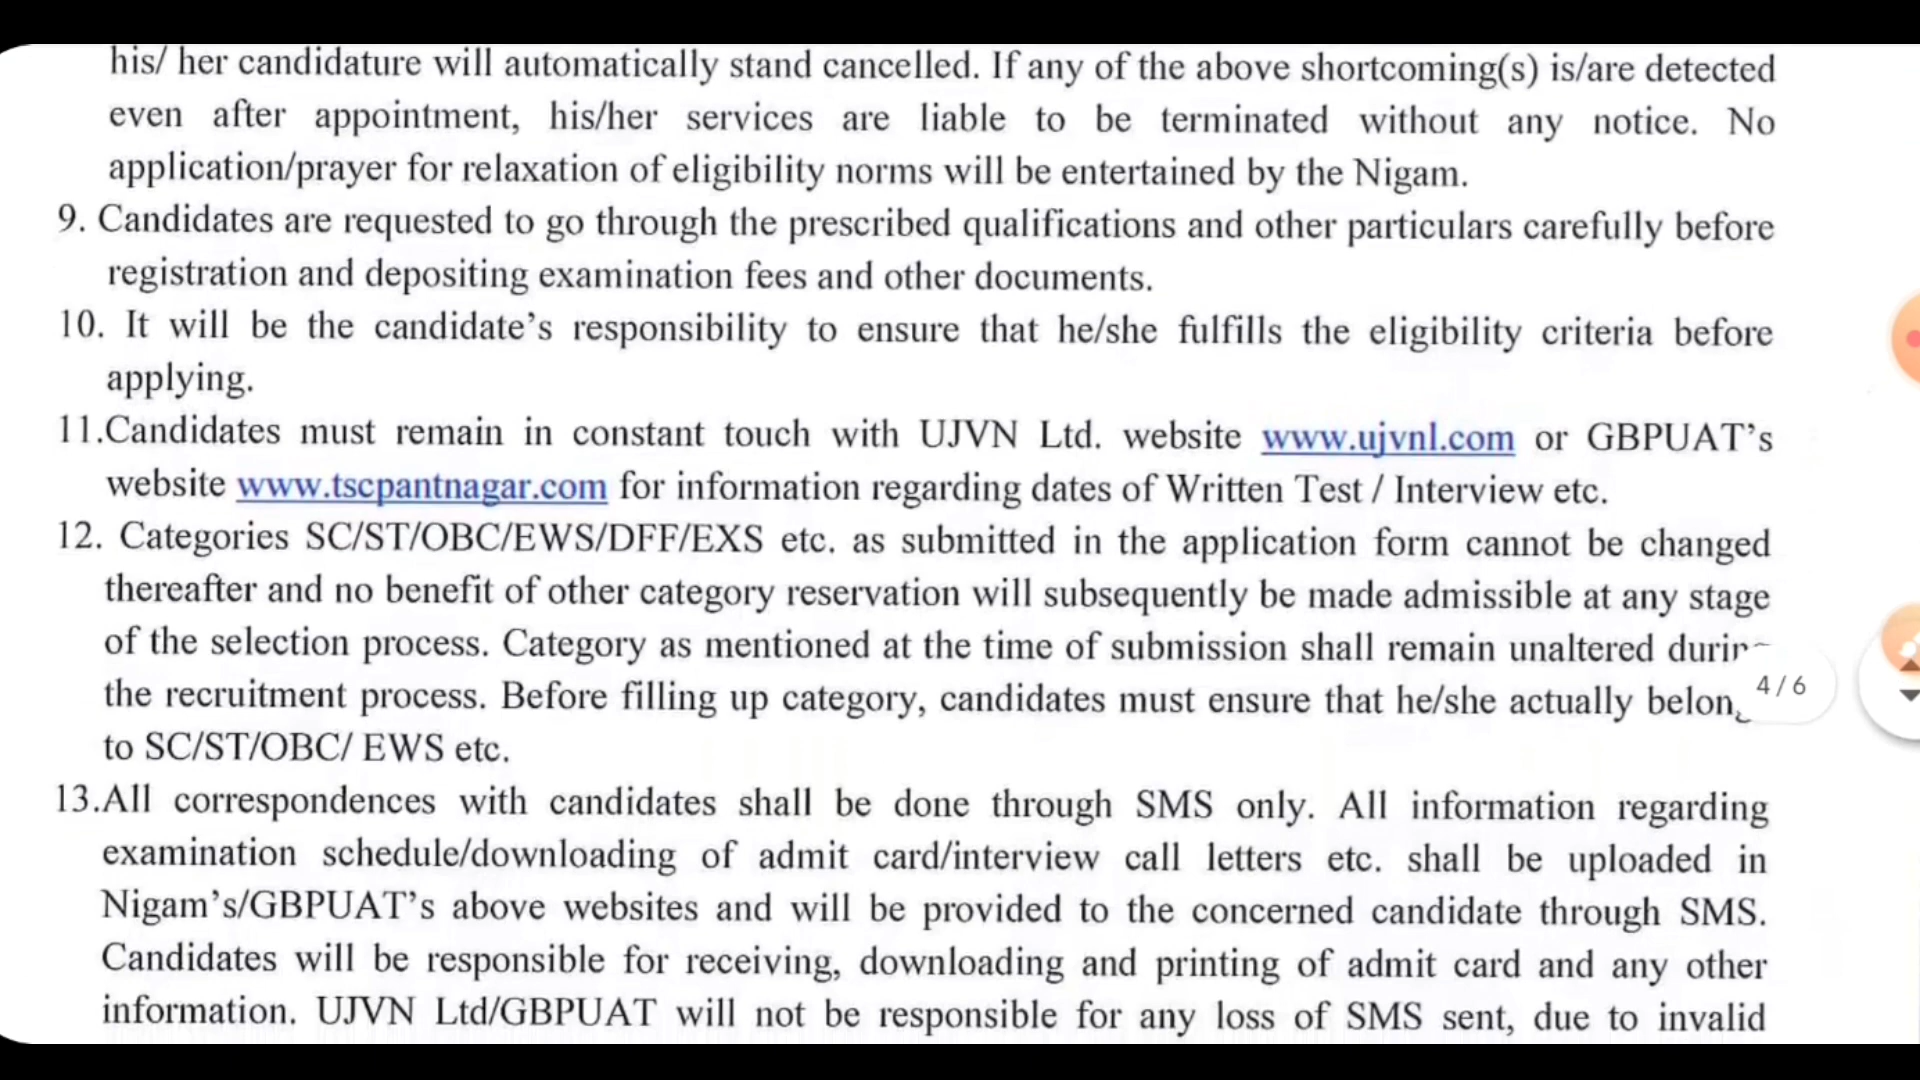 his/ her candidature will automatically stand cancelled. If any of the above shortcoming(s) is/are detected
even after appointment, his/her services are liable to be terminated without any notice. No
application/prayer for relaxation of eligibility norms will be entertained by the Nigam.
9. Candidates are requested to go through the prescribed qualifications and other particulars carefully before
registration and depositing examination fees and other documents.
10. It will be the candidate's responsibility to ensure that he/she fulfills the eligibility criteria before
applying.
11.Candidates must remain in constant touch with UJVN Ltd. website www.ujvnl.com or GBPUAT's
website www.tscpantnagar.com for information regarding dates of Written Test / Interview etc.
12. Categories SC/ST/OBC/EWS/DFF/EXS etc. as submitted in the application form cannot be changed
thereafter and no benefit of other category reservation will subsequently be made admissible at any stage
of the selection process. Category as mentioned at the time of submission shall remain unaltered
the recruitment process. Before filling up category, candidates must ensure that he/she actually
4 / 6
to SC/ST/OBC/ EWS etc.
13.All correspondences with candidates shall be done through SMS only. All information regarding
examination schedule/downloading of admit card/interview call letters etc. shall be uploaded in
Nigam's/GBPUAT's above websites and will be provided to the concerned candidate through SMS.
Candidates will be responsible for receiving, downloading and printing of admit card and any other
information. UJVN Ltd/GBPUAT will not be responsible for any loss of SMS sent, due to invalid